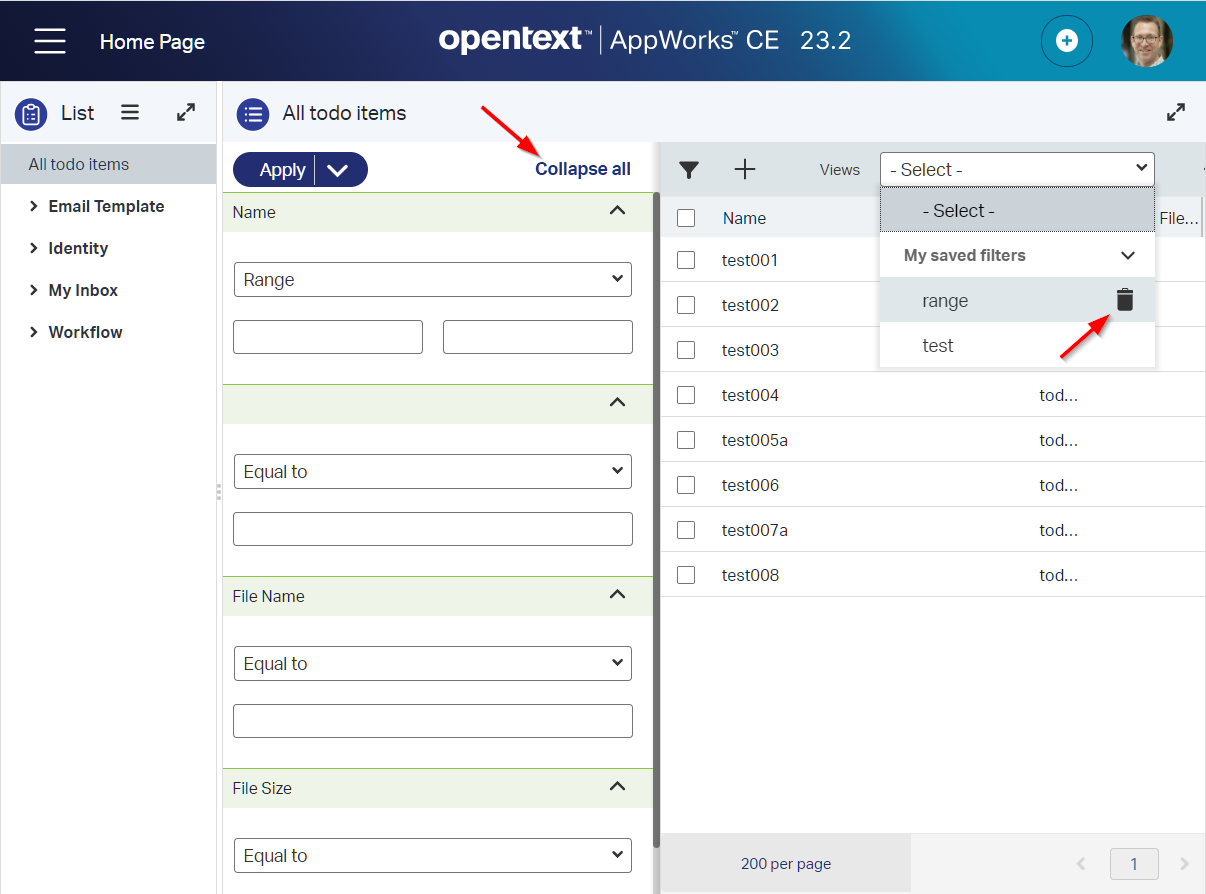 Home Page
opentext™ | AppWorks™ CE 23.2
List
All todo items
All todo items
Email Template
Identity
My Inbox
Workflow
Apply
Collapse all
Name
Range
Equal to
File Name
Equal to
File Size
Equal to
Views
- Select -
- Select -
My saved filters
range
test
Name
File...
test001
test002
test003
test004 tod...
test005a tod...
test006 tod...
test007a tod...
test008 tod...
200 per page
1